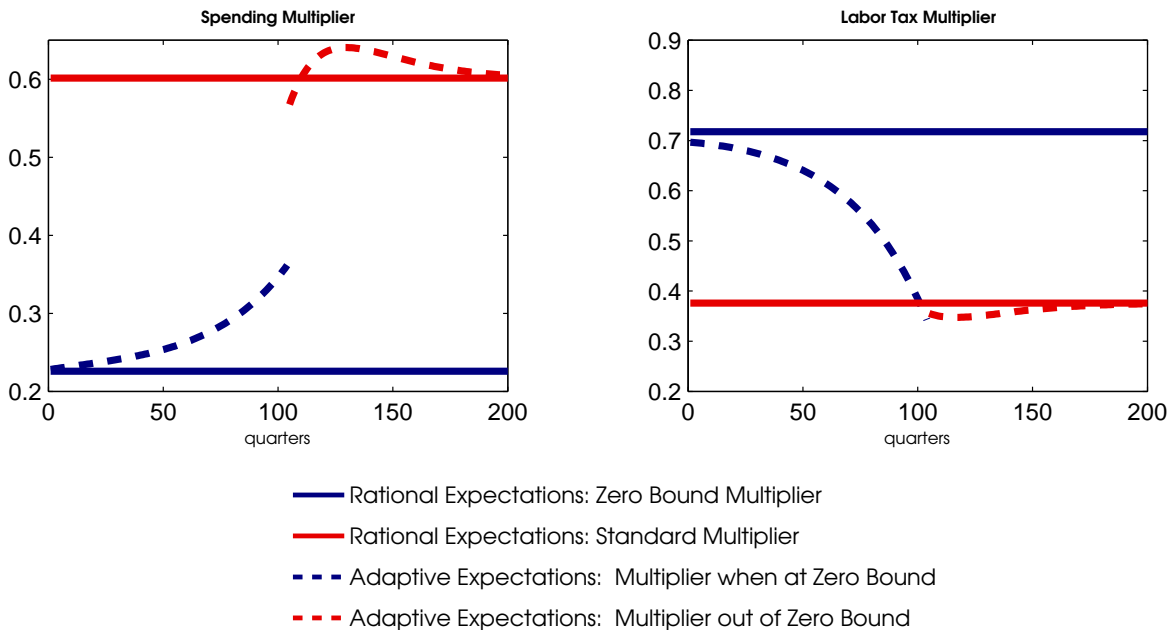 Spending Multiplier
0.6
0.5
0.4
0.3
0.2
0 50 100 150 200
quarters
Labor Tax Multiplier
0.9
0.8
0.7
0.6
0.5
0.4
0.3
0.2
0 50 100 150 200
quarters
Rational Expectations: Zero Bound Multiplier
Rational Expectations: Standard Multiplier
Adaptive Expectations: Multiplier when at Zero Bound
Adaptive Expectations: Multiplier out of Zero Bound